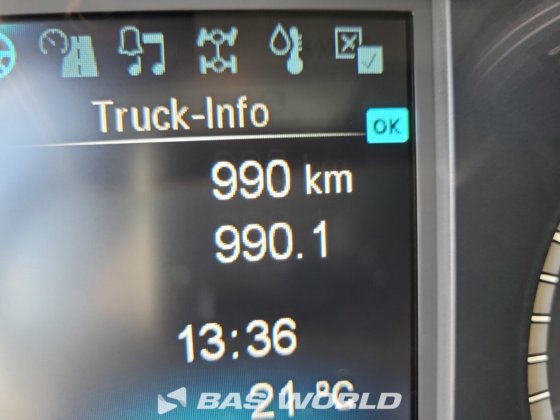 Truck-Info
OK
990 km
990.1
13:36
21 °C
BAS WORLD